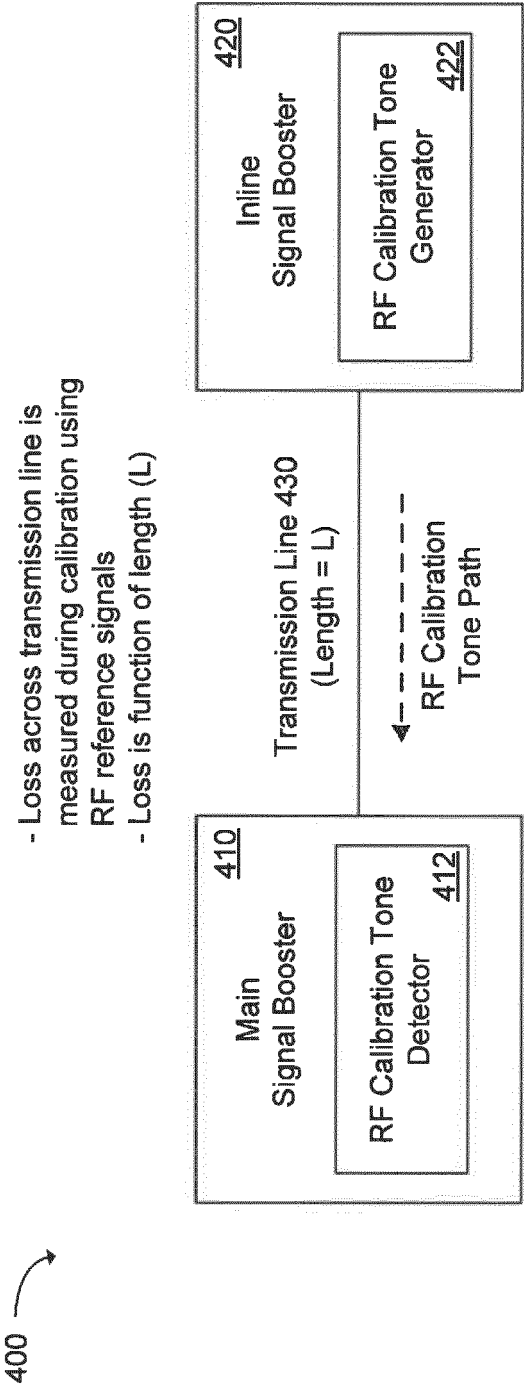 400
- Loss across transmission line is
measured during calibration using
RF reference signals
- Loss is function of length (L)
Main
Signal Booster
410
RF Calibration Tone
Detector
412
Transmission Line 430
(Length = L)
RF Calibration
Tone Path
Inline
Signal Booster
420
RF Calibration Tone
Generator
422